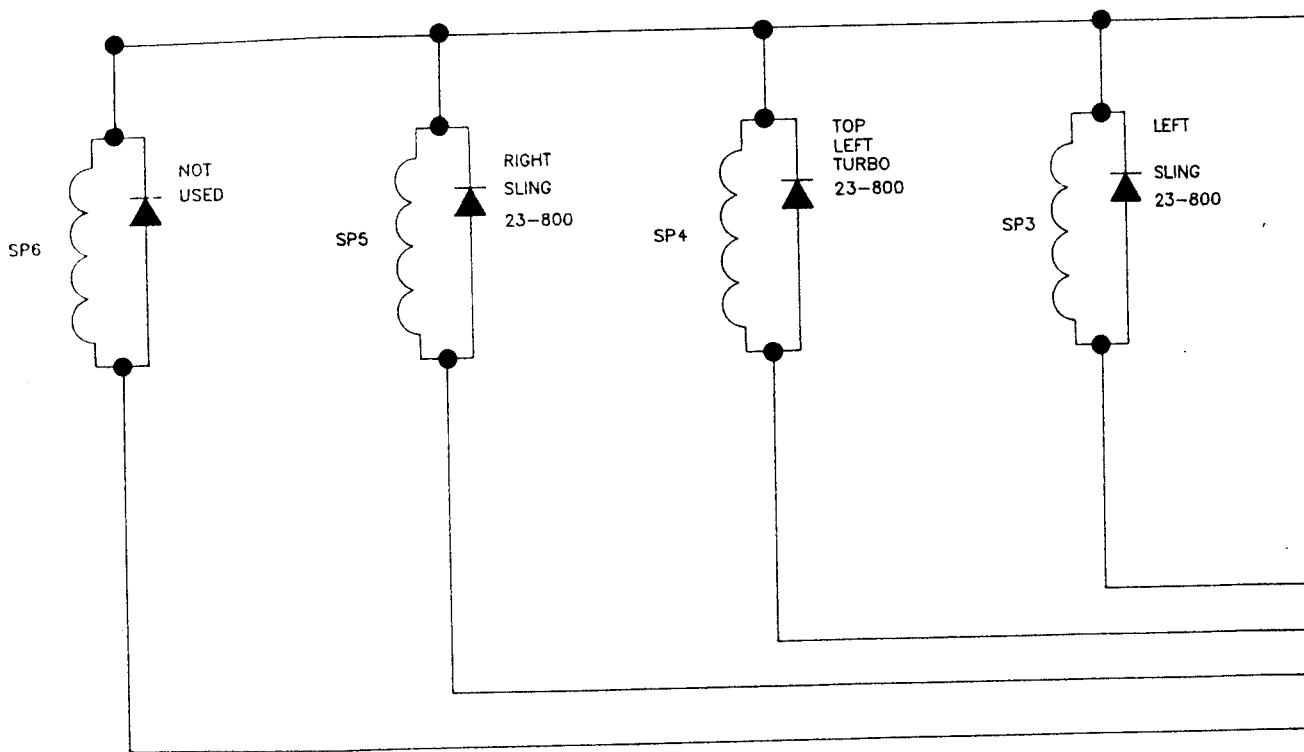 SP6
NOT
USED
SP5
RIGHT
SLING
23-800
SP4
TOP
LEFT
TURBO
23-800
SP3
LEFT
SLING
23-800